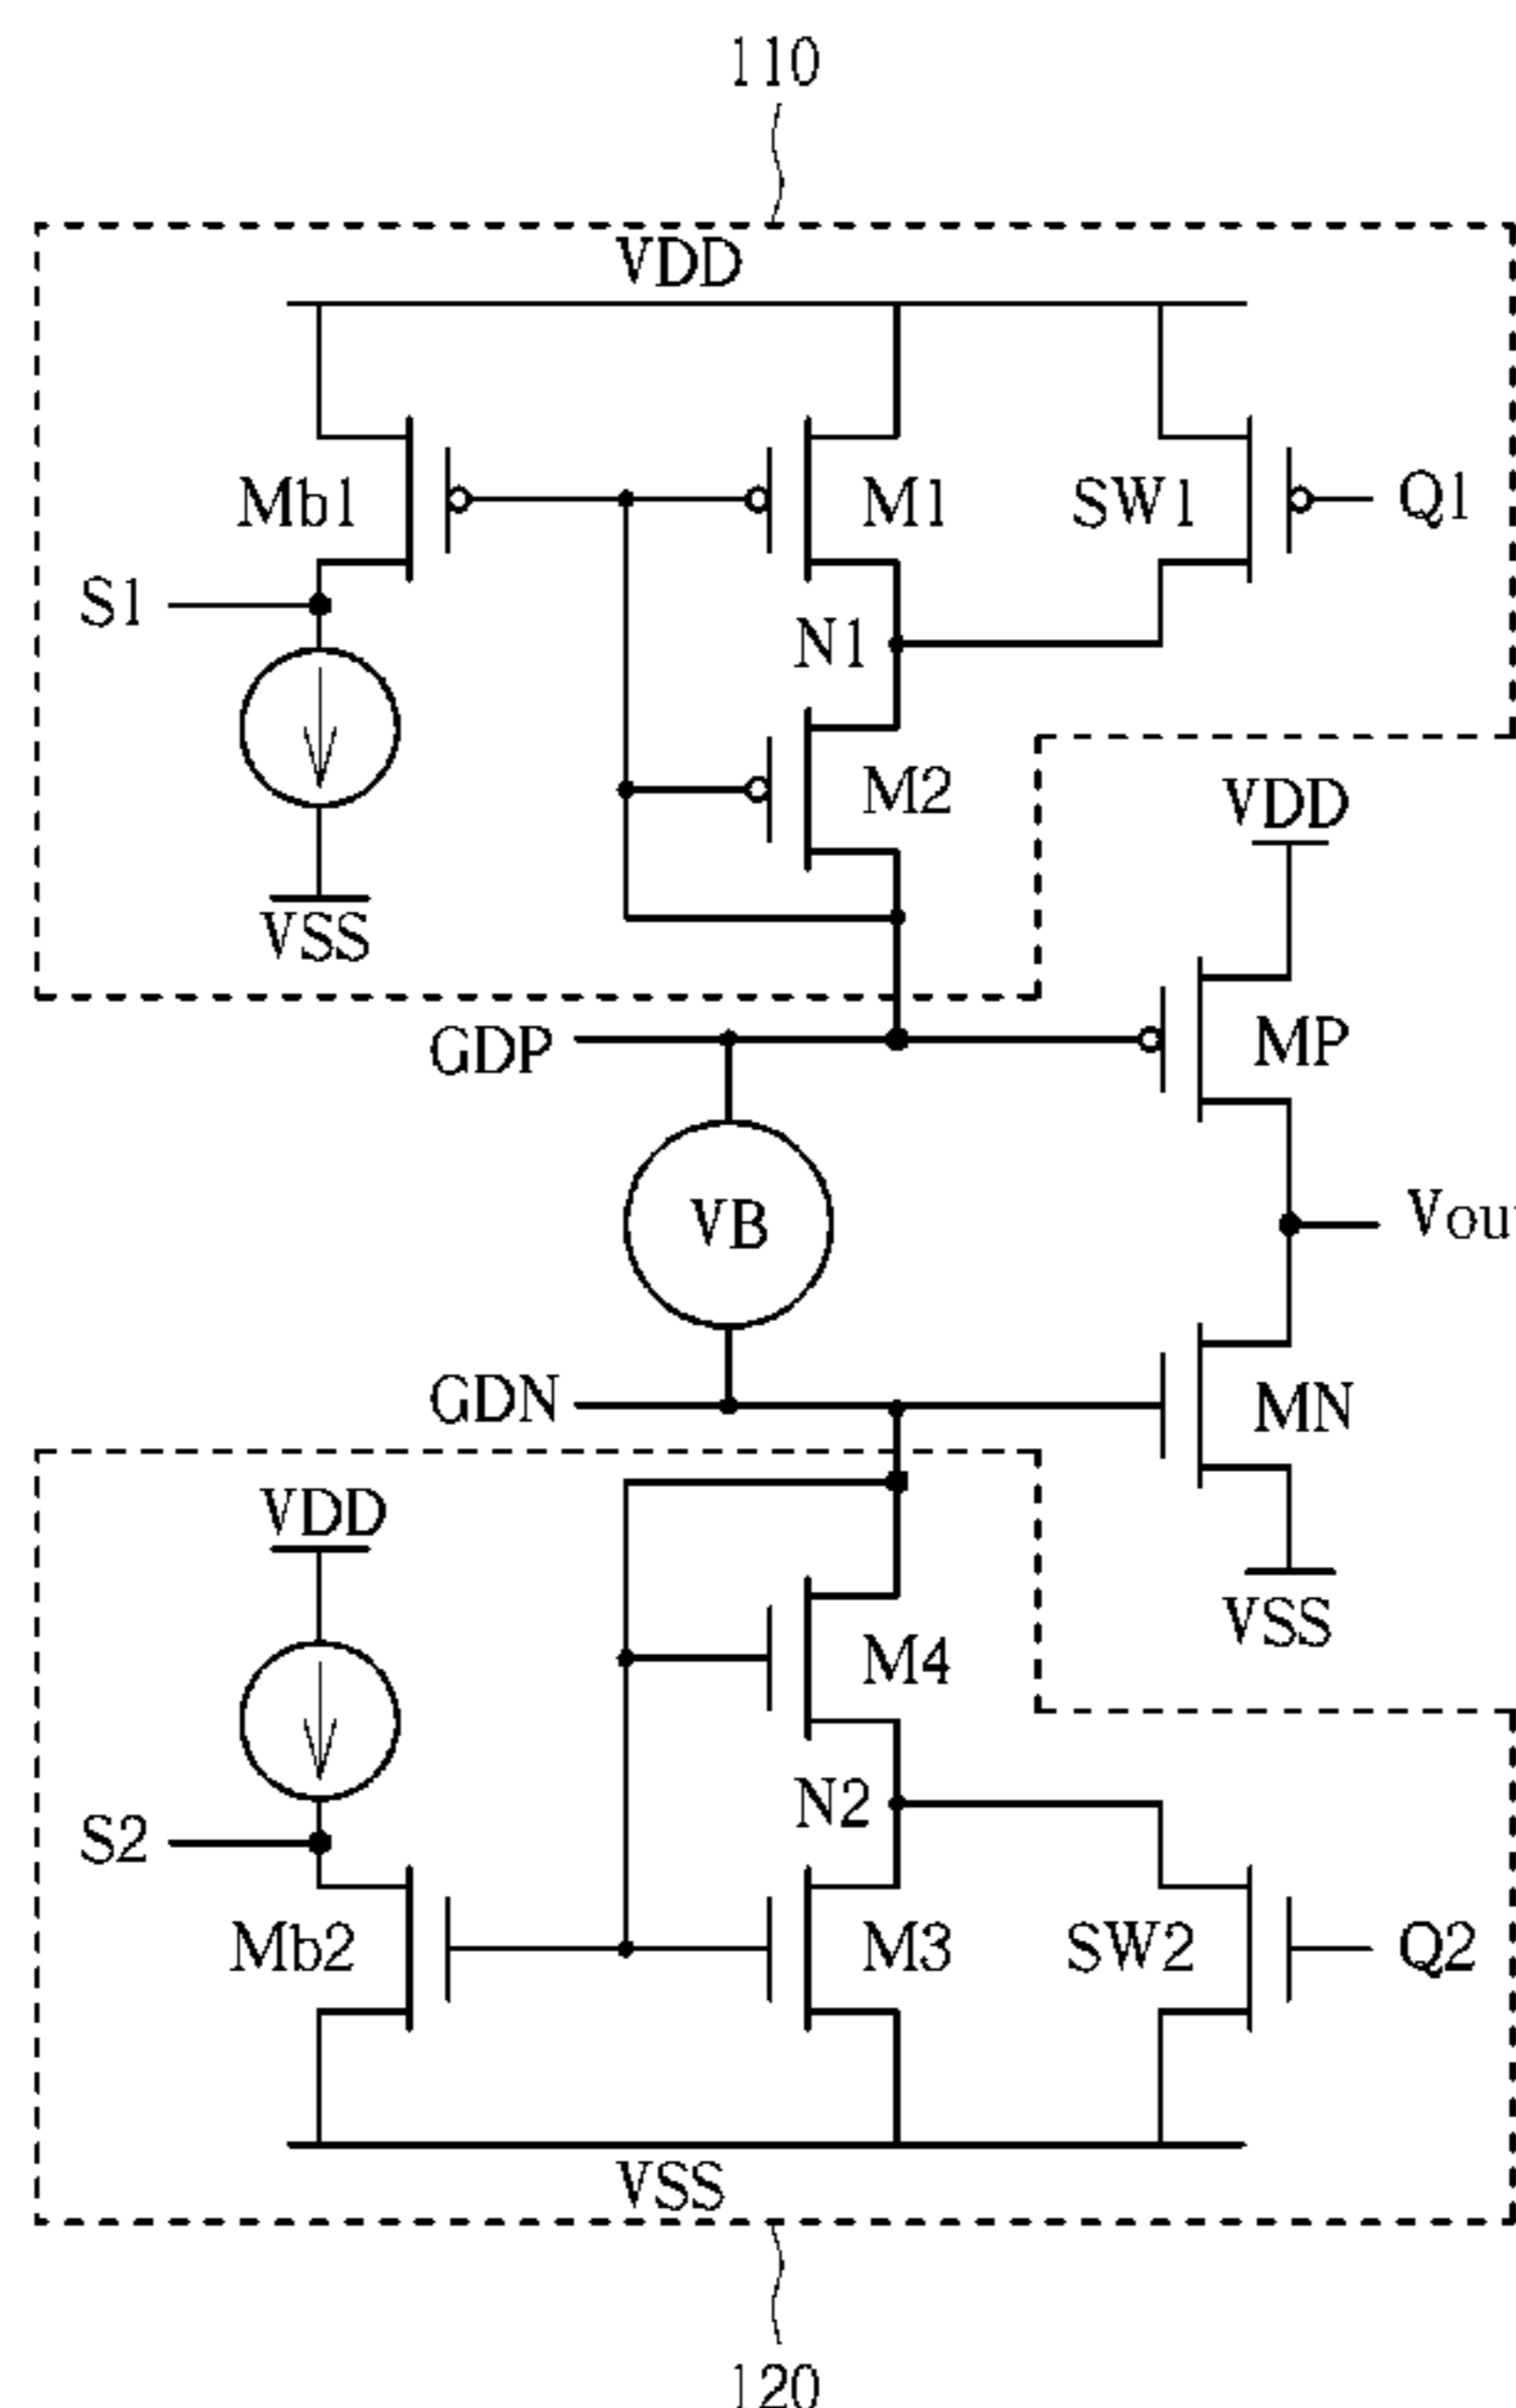 110
VDD
Mb1 M1 SW1 Q1
S1
N1
M2
VSS
VDD
GDP
MP
VB
Vou
GDN
MN
VDD
M4
VSS
N2
S2
Mb2 M3 SW2 Q2
VSS
120